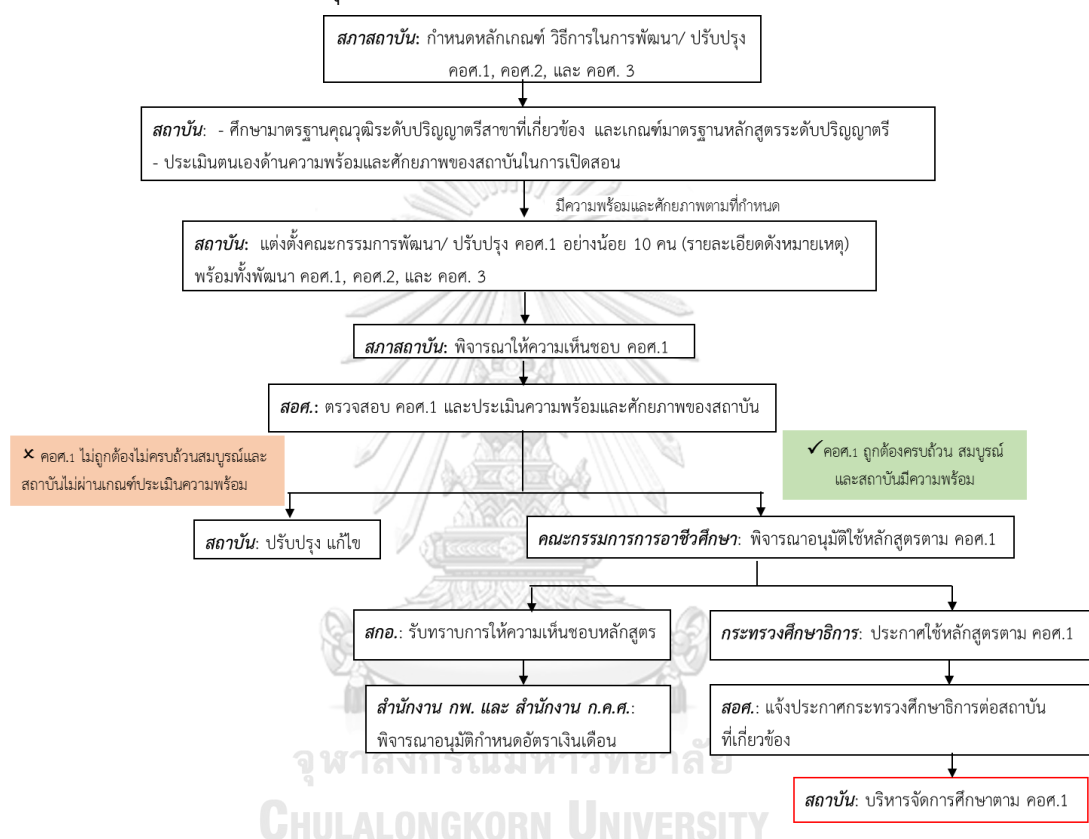 สภาสถาบัน: กำหนดหลักเกณฑ์ วิธีการในการพัฒนา/ ปรับปรุง
คอศ.1, คอศ.2, และ คอศ. 3
สถาบัน: - ศึกษามาตรฐานคุณวุฒิระดับปริญญาตรีสาขาที่เกี่ยวข้อง และเกณฑ์มาตรฐานหลักสูตรระดับปริญญาตรี
- ประเมินตนเองด้านความพร้อมและศักยภาพของสถาบันในการเปิดสอน
มีความพร้อมและศักยภาพตามที่กำหนด
สถาบัน: แต่งตั้งคณะกรรมการพัฒนา/ ปรับปรุง คอศ.1 อย่างน้อย 10 คน (รายละเอียดดังหมายเหตุ)
พร้อมทั้งพัฒนา คอศ.1, คอศ.2, และ คอศ. 3
สภาสถาบัน: พิจารณาให้ความเห็นชอบ คอศ.1
สอศ.: ตรวจสอบ คอศ.1 และประเมินความพร้อมและศักยภาพของสถาบัน
× คอศ.1 ไม่ถูกต้องไม่ครบถ้วนสมบูรณ์และ
สถาบันไม่ผ่านเกณฑ์ประเมินความพร้อม
✓คอศ.1 ถูกต้องครบถ้วน สมบูรณ์
และสถาบันมีความพร้อม
สถาบัน: ปรับปรุง แก้ไข
คณะกรรมการการอาชีวศึกษา: พิจารณาอนุมัติใช้หลักสูตรตาม คอศ.1
สกอ.: รับทราบการให้ความเห็นชอบหลักสูตร
กระทรวงศึกษาธิการ: ประกาศใช้หลักสูตรตาม คอศ.1
สำนักงาน กพ. และ สำนักงาน ก.ค.ศ.:
พิจารณาอนุมัติกำหนดอัตราเงินเดือน
สอศ.: แจ้งประกาศกระทรวงศึกษาธิการต่อสถาบัน
ที่เกี่ยวข้อง
สถาบัน: บริหารจัดการศึกษาตาม คอศ.1
จุฬาลงกรณ์มหาวิทยาลัย
CHULALONGKORN UNIVERSITY